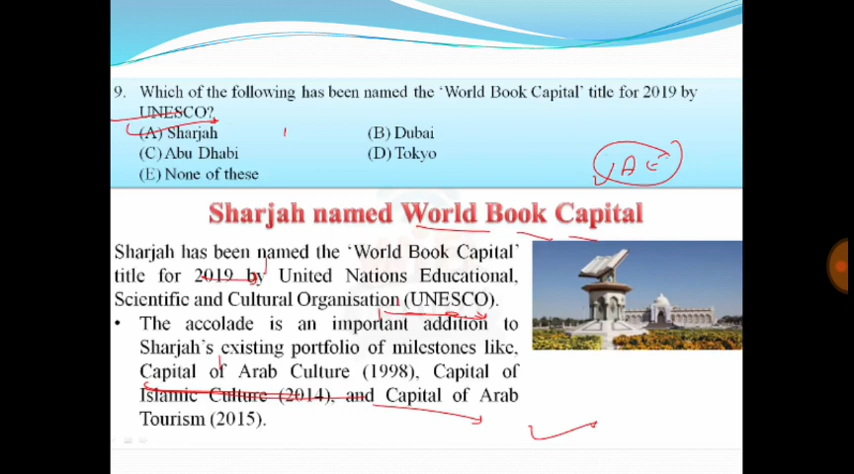 9. Which of the following has been named the ‘World Book Capital’ title for 2019 by
UNESCO?
(A) Sharjah (B) Dubai
(C) Abu Dhabi (D) Tokyo
(E) None of these
UAE
Sharjah named World Book Capital
Sharjah has been named the ‘World Book Capital’
title for 2019 by United Nations Educational,
Scientific and Cultural Organisation (UNESCO).
• The accolade is an important addition to
Sharjah’s existing portfolio of milestones like,
Capital of Arab Culture (1998), Capital of
Islamic Culture (2014), and Capital of Arab
Tourism (2015).